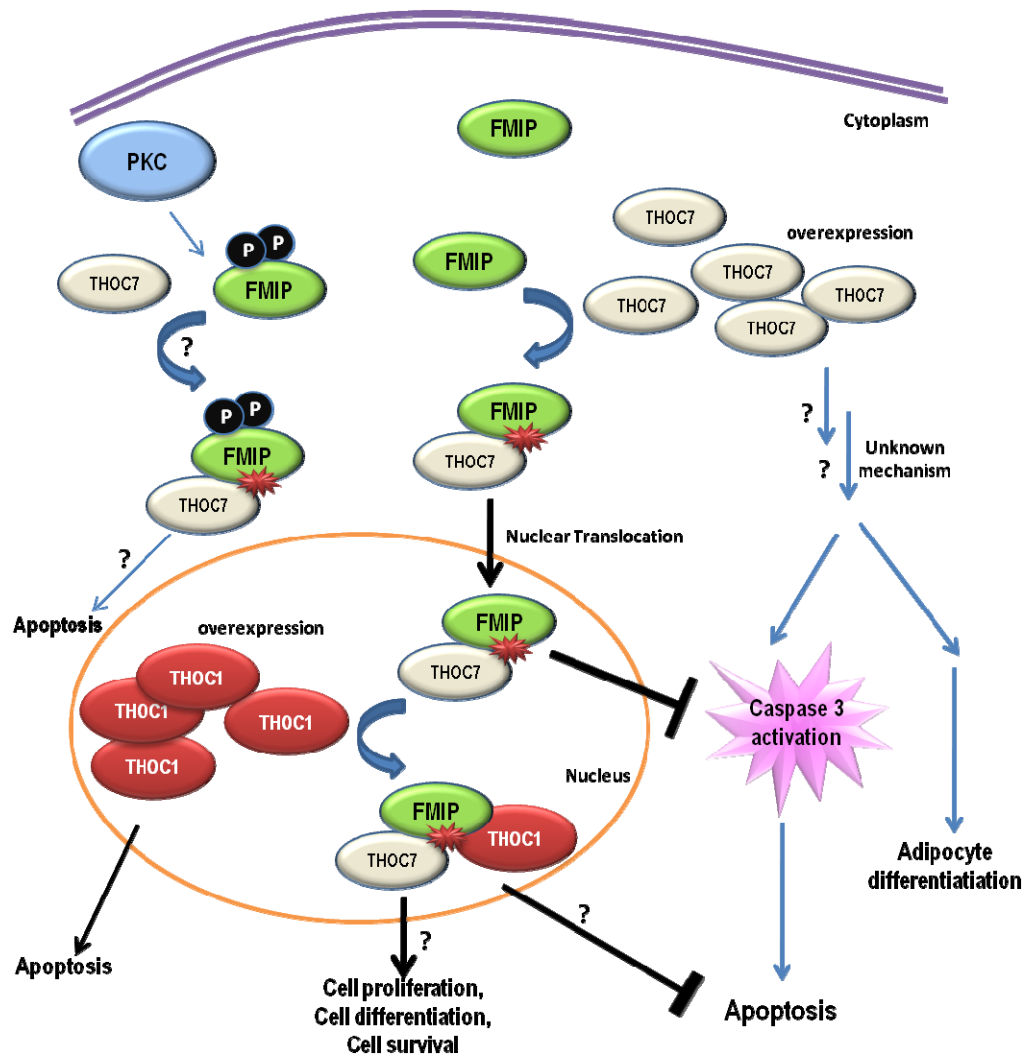 FMIP
Cytoplasm
PKC
THOC7
P P
overexpression
FMIP
THOC7
THOC7
FMIP
THOC7
THOC7
THOC7
?
P P
FMIP
?
FMIP
THOC7
?
Unknown
mechanism
THOC7
Nuclear Translocation
?
Apoptosis
overexpression
FMIP
THOC7
THOC1
THOC1
THOC1
Caspase 3
activation
THOC1
Nucleus
FMIP
THOC1
THOC7
Adipocyte
differentiatiation
?
?
Apoptosis
Cell proliferation,
Cell differentiation,
Cell survival
Apoptosis